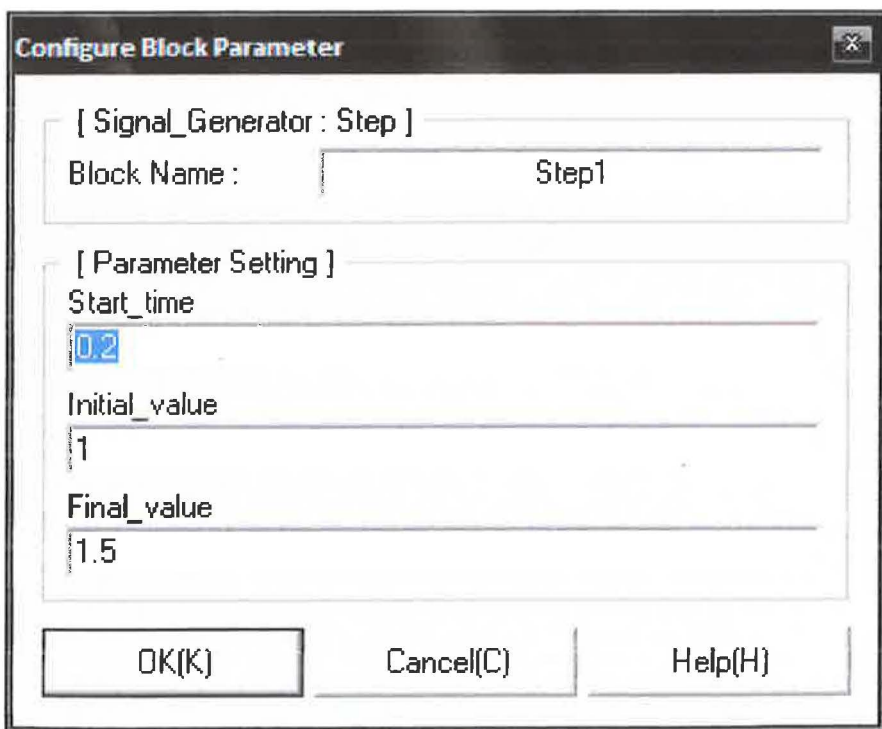 Configure Block Parameter
[ Signal_Generator : Step ]
Block Name :
Step1
[ Parameter Setting ]
Start_time
0.2
Initial_value
1
Final_value
1.5
OK(K)
Cancel(C)
Help(H)